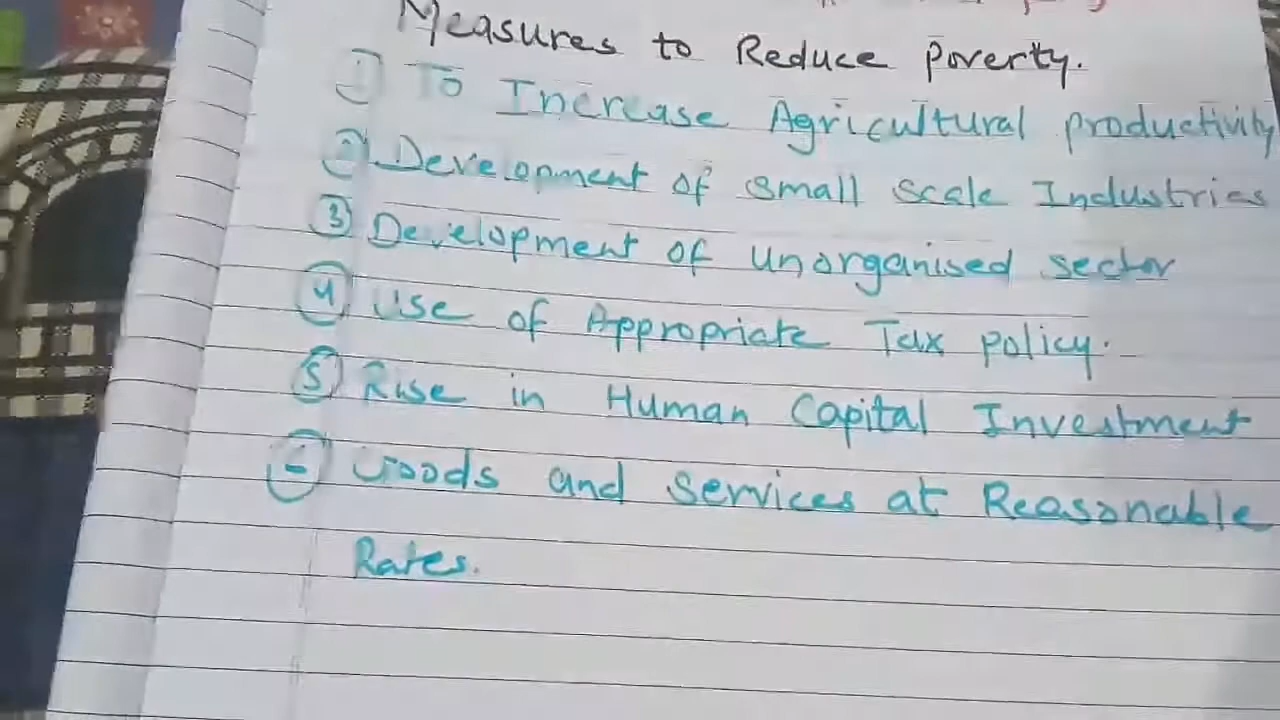 Measures to Reduce Poverty.
① To Increase Agricultural productivity
② Development of small scale Industries
③ Development of unorganised sector
④ Use of Appropriate Tax policy.
⑤ Rise in Human Capital Investment
Goods and services at Reasonable
Rates.